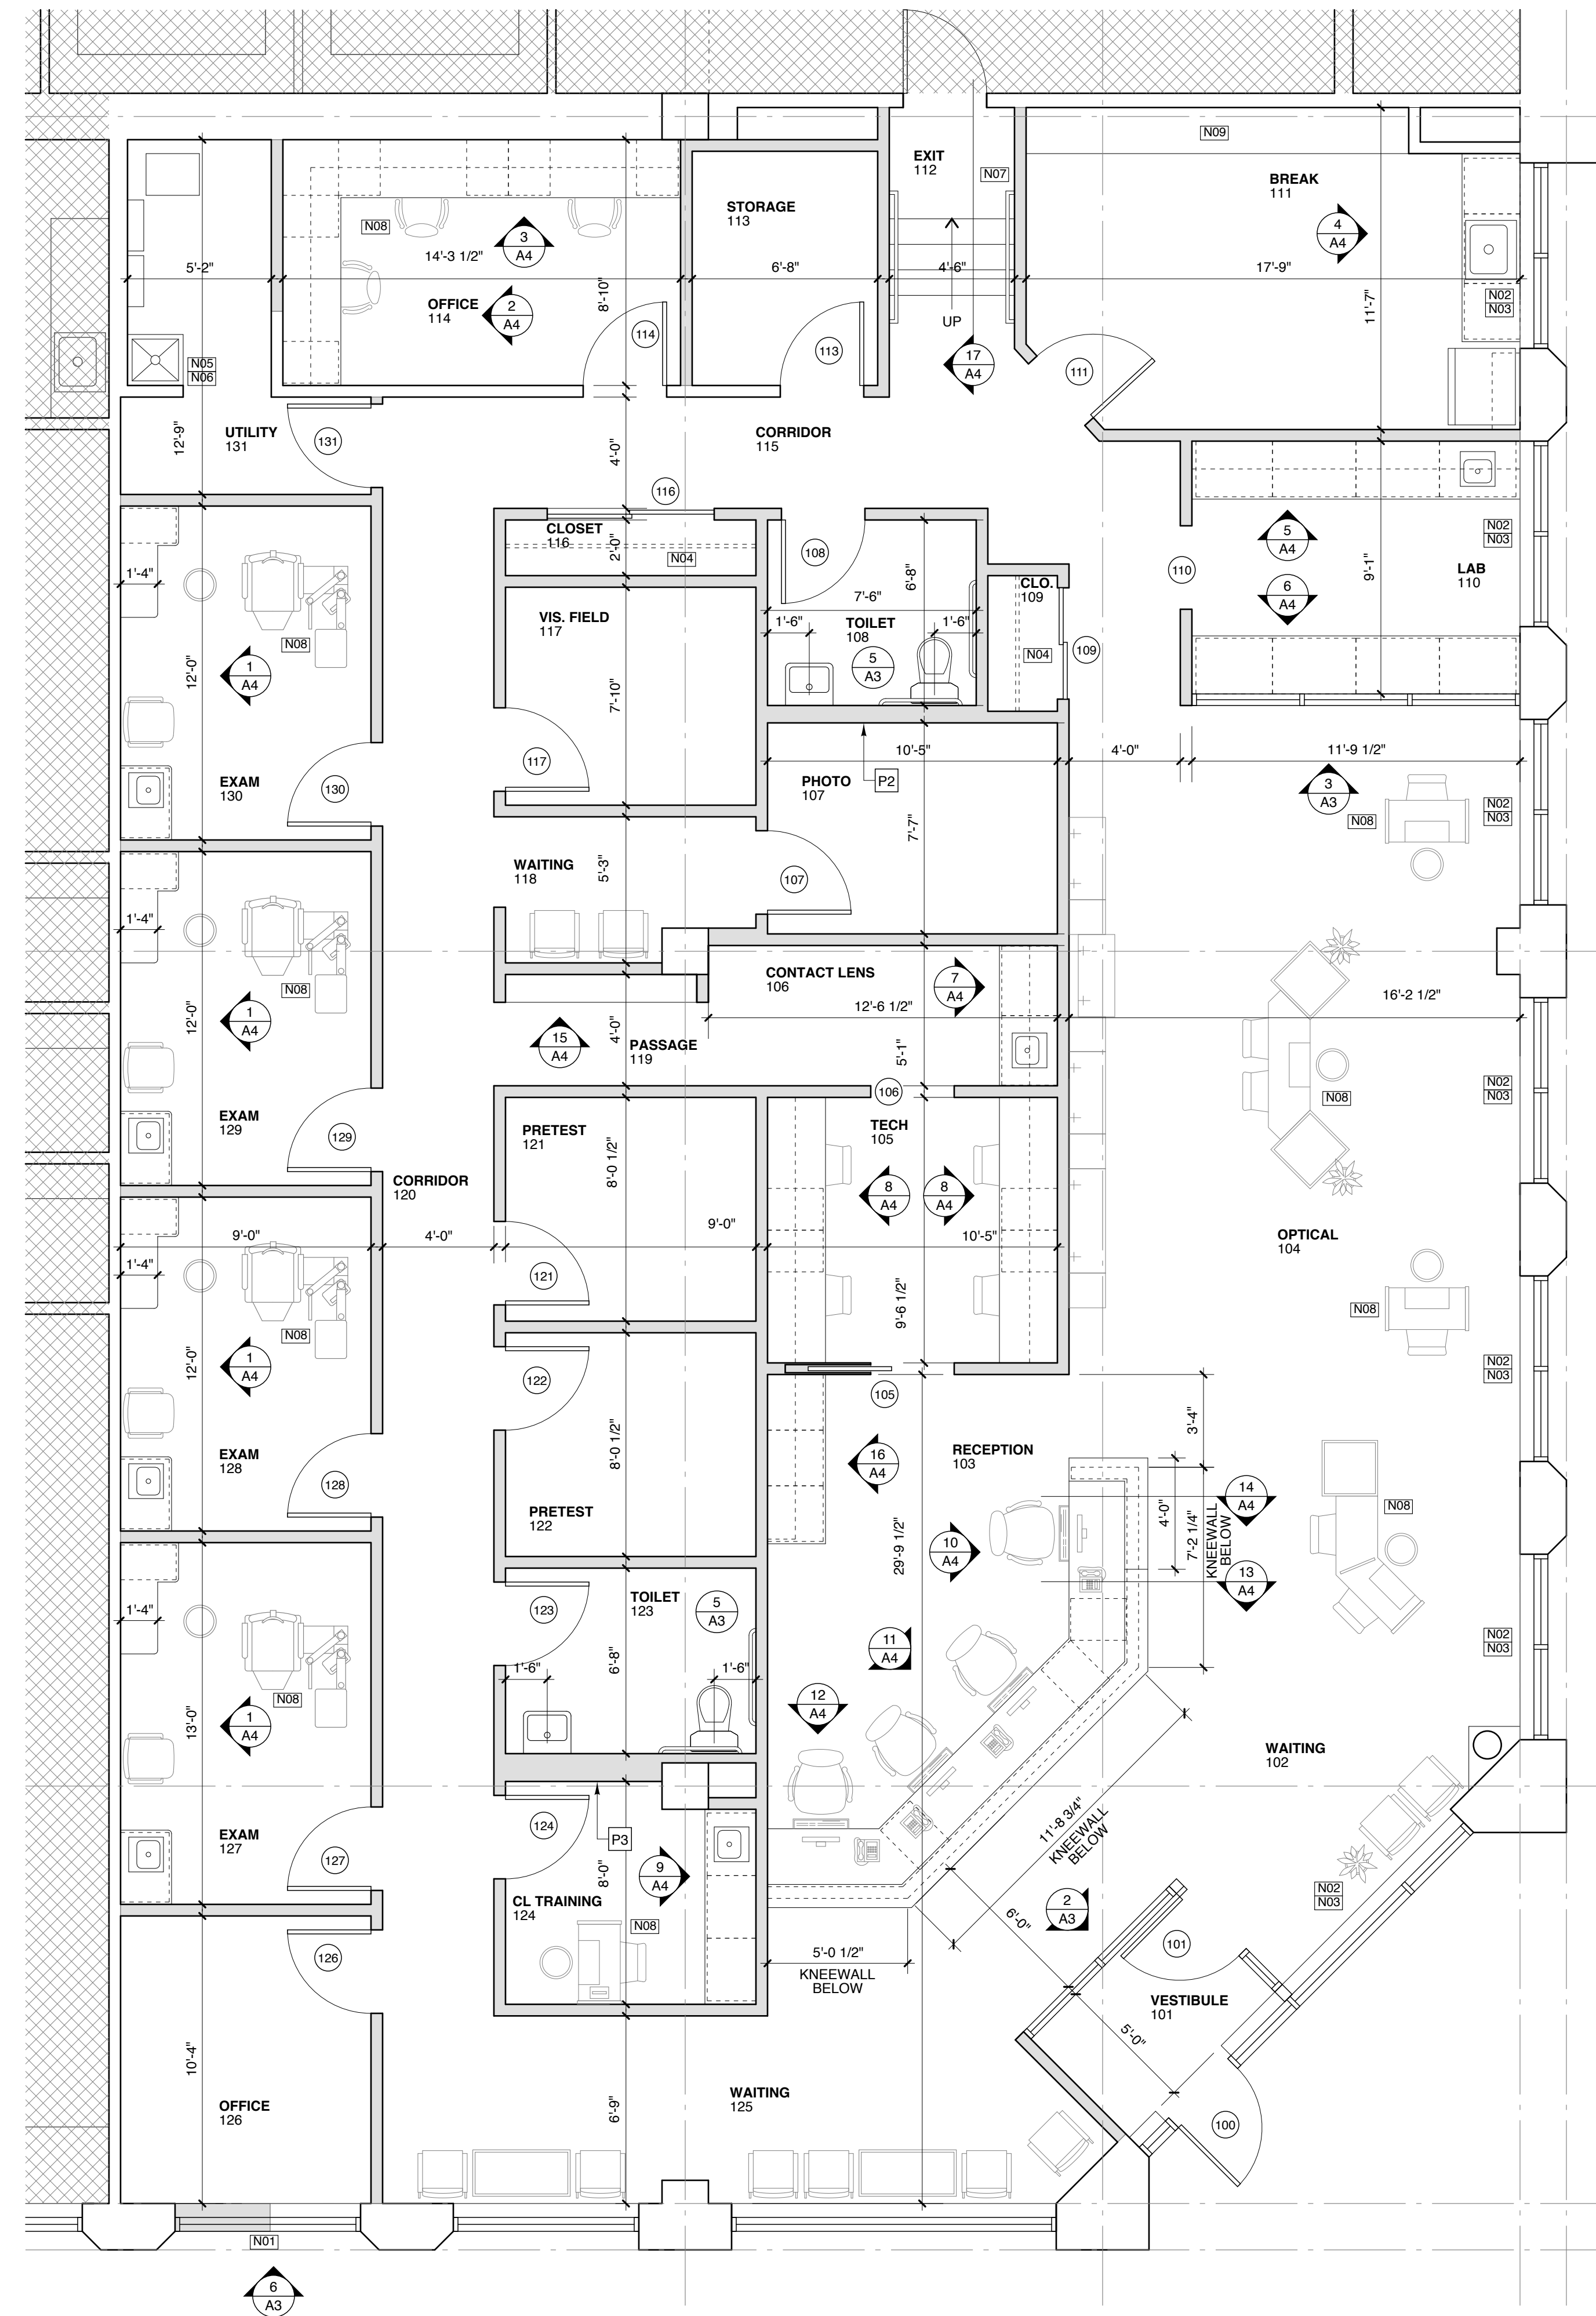 N09
EXIT
112
N07
BREAK
111
STORAGE
113
N08
3
A4
4
A4
14'-3 1/2"
5'-2"
6'-8"
4'-6"
17'-9"
8'-10"
OFFICE
114
2
A4
11'-7"
N02
N03
UP
114
113
17
A4
111
N05
N06
UTILITY
131
131
12'-9"
CORRIDOR
115
4'-0"
116
CLOSET
116
2'-0"
N04
108
5
A4
N02
N03
LAB
110
110
9'-1"
6
A4
1'-4"
6'-8"
CLO.
109
7'-6"
VIS. FIELD
117
TOILET
108
1'-6"
1'-6"
5
A3
N04
109
N08
12'-0"
1
A4
7'-10"
10'-5"
4'-0"
11'-9 1/2"
117
PHOTO
107
P2
3
A3
EXAM
130
130
N08
N02
N03
7'-7"
WAITING
118
5'-3"
107
1'-4"
CONTACT LENS
106
7
A4
N08
12'-6 1/2"
16'-2 1/2"
12'-0"
1
A4
15
A4
4'-0"
PASSAGE
119
5'-1"
106
N02
N03
N08
EXAM
129
129
PRETEST
121
TECH
105
8'-0 1/2"
CORRIDOR
120
8
A4
8
A4
9'-0"
4'-0"
9'-0"
10'-5"
OPTICAL
104
1'-4"
121
9'-6 1/2"
N08
N08
12'-0"
1
A4
122
105
N02
N03
3'-4"
EXAM
128
128
8'-0 1/2"
16
A4
RECEPTION
103
14
A4
4'-0"
7'-2 1/4"
KNEEWALL
BELOW
N08
PRETEST
122
29'-9 1/2"
10
A4
13
A4
1'-4"
123
TOILET
123
5
A3
11
A4
N02
N03
6'-8"
1'-6"
1'-6"
N08
13'-0"
1
A4
12
A4
WAITING
102
124
P3
11'-8 3/4"
KNEEWALL
BELOW
EXAM
127
127
8'-0"
9
A4
CL TRAINING
124
N08
2
A3
N02
N03
6'-0"
126
101
5'-0 1/2"
KNEEWALL
BELOW
VESTIBULE
101
5'-0"
10'-4"
OFFICE
126
6'-9"
WAITING
125
100
N01
6
A3